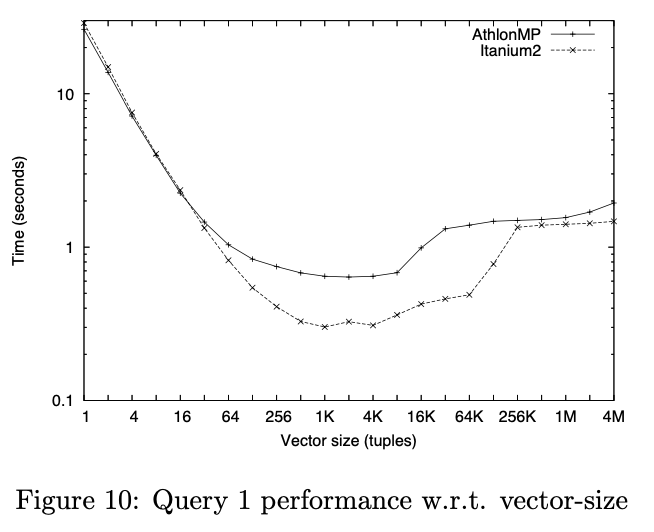 AthlonMP
Itanium2
10
1
0.1
Time (seconds)
1 4 16 64 256 1K 4K 16K 64K 256K 1M 4M
Vector size (tuples)
Figure 10: Query 1 performance w.r.t. vector-size